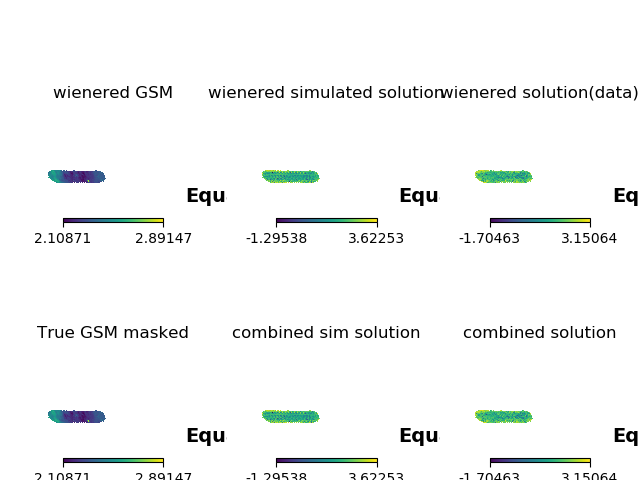 wienered GSM
wienered simulated solution
wienered solution(data)
Equ
Equ
Eq
2.10871 2.89147
-1.29538 3.62253
-1.70463 3.15064
True GSM masked
combined sim solution
combined solution
Equ
Equ
Eq
2.10871 2.89147
-1.29538 3.62253
-1.70463 3.15064